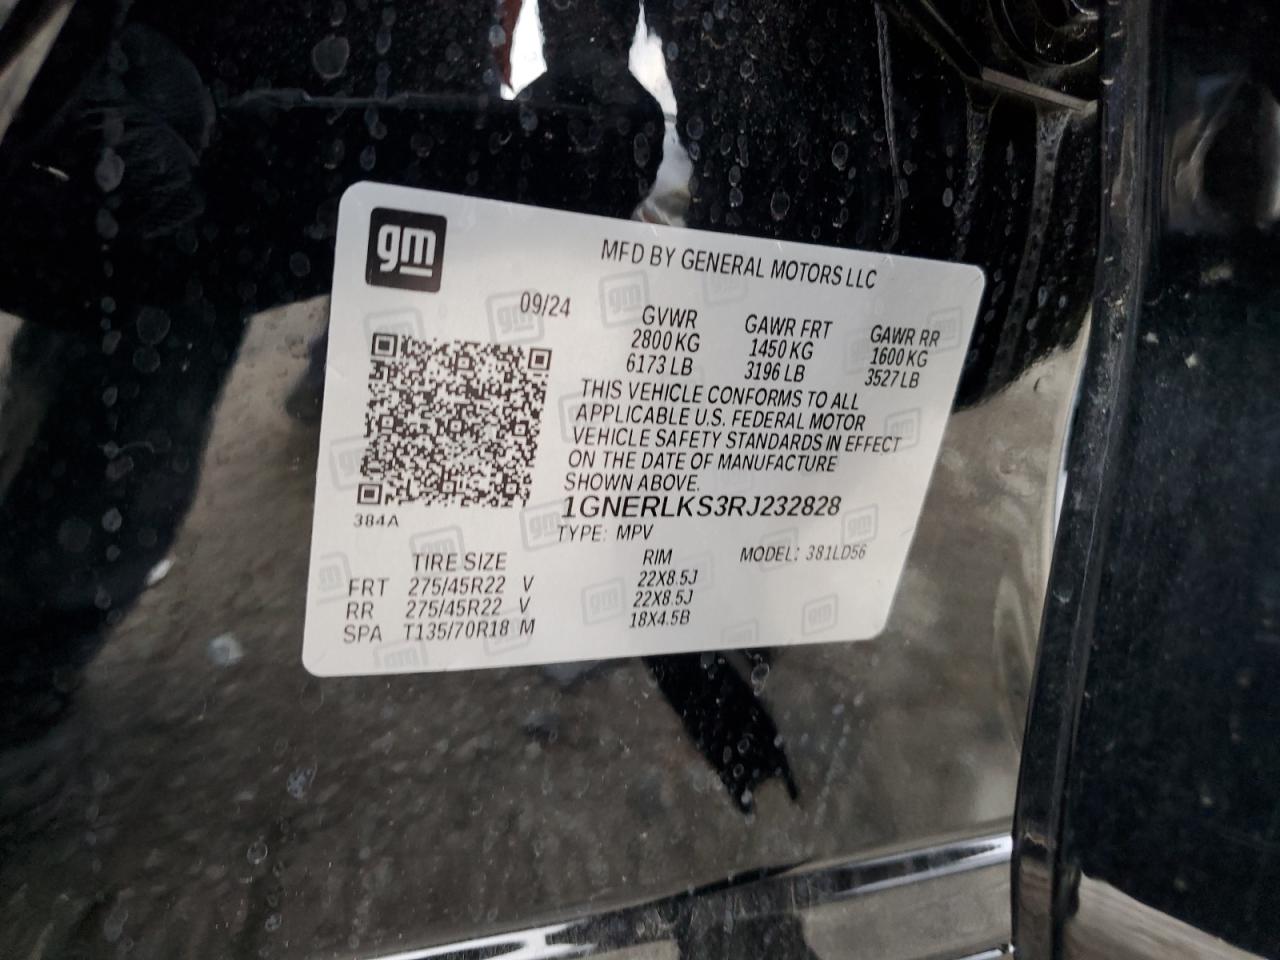 gm
MFD BY GENERAL MOTORS LLC
09/24
GVWR GAWR FRT GAWR RR
2800 KG 1450 KG 1600 KG
6173 LB 3196 LB 3527 LB
THIS VEHICLE CONFORMS TO ALL
APPLICABLE U.S. FEDERAL MOTOR
VEHICLE SAFETY STANDARDS IN EFFECT
ON THE DATE OF MANUFACTURE
SHOWN ABOVE.
1GNERLKS3RJ232828
384A
TYPE: MPV
MODEL: 381LD56
TIRE SIZE RIM
FRT 275/45R22 V 22X8.5J
RR 275/45R22 V 22X8.5J
SPA T135/70R18 M 18X4.5B